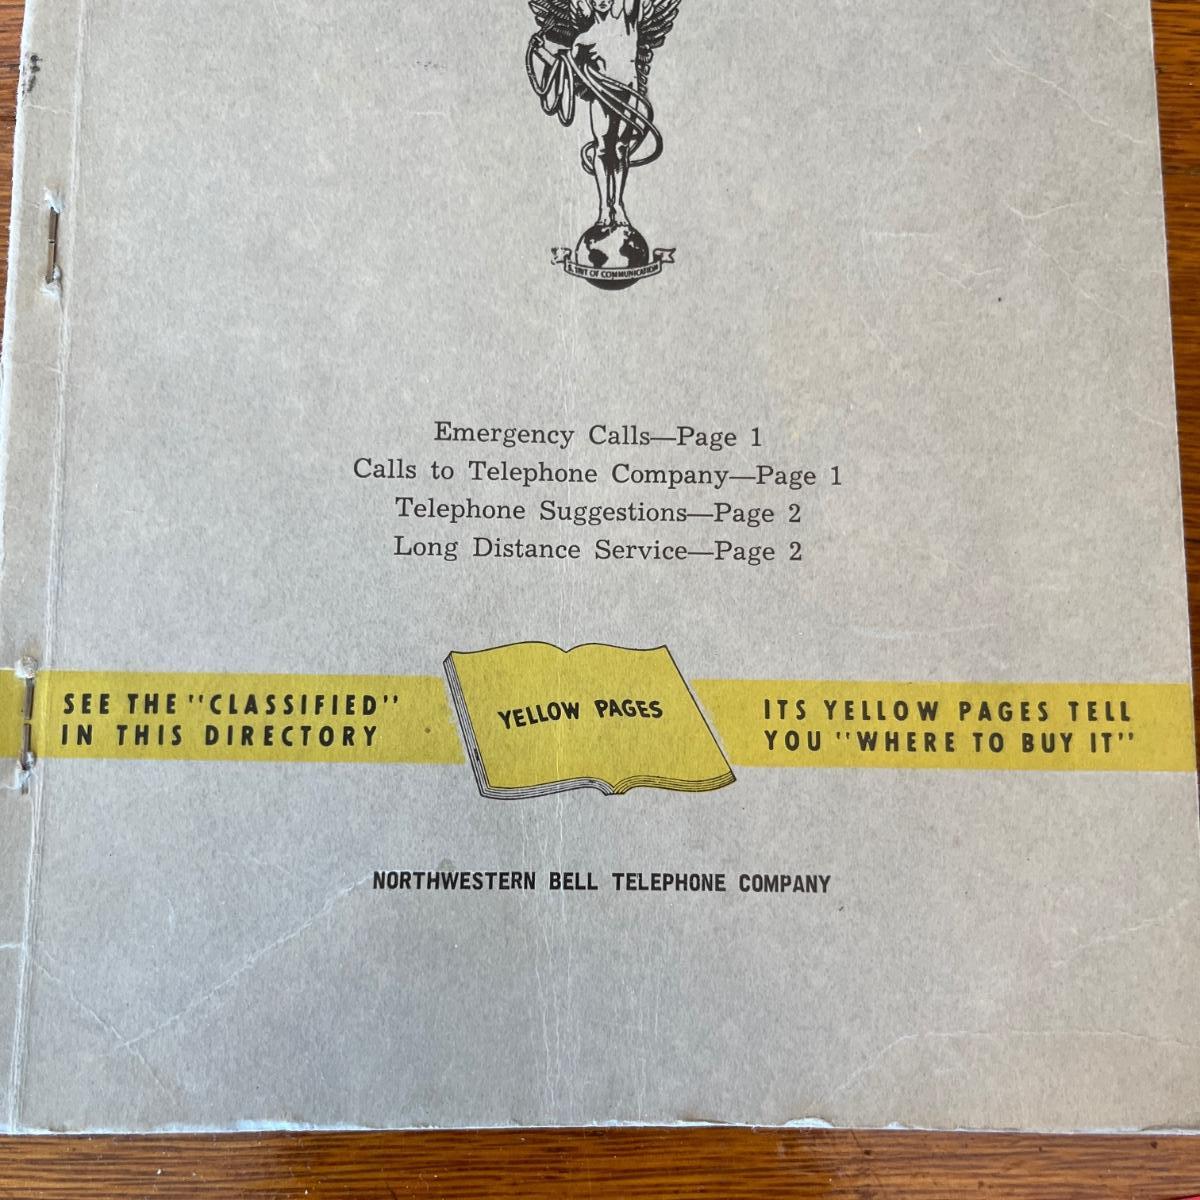 SPIRIT OF COMMUNICATION
Emergency Calls—Page 1
Calls to Telephone Company—Page 1
Telephone Suggestions—Page 2
Long Distance Service—Page 2
SEE THE "CLASSIFIED"
IN THIS DIRECTORY
YELLOW PAGES
ITS YELLOW PAGES TELL
YOU "WHERE TO BUY IT"
NORTHWESTERN BELL TELEPHONE COMPANY